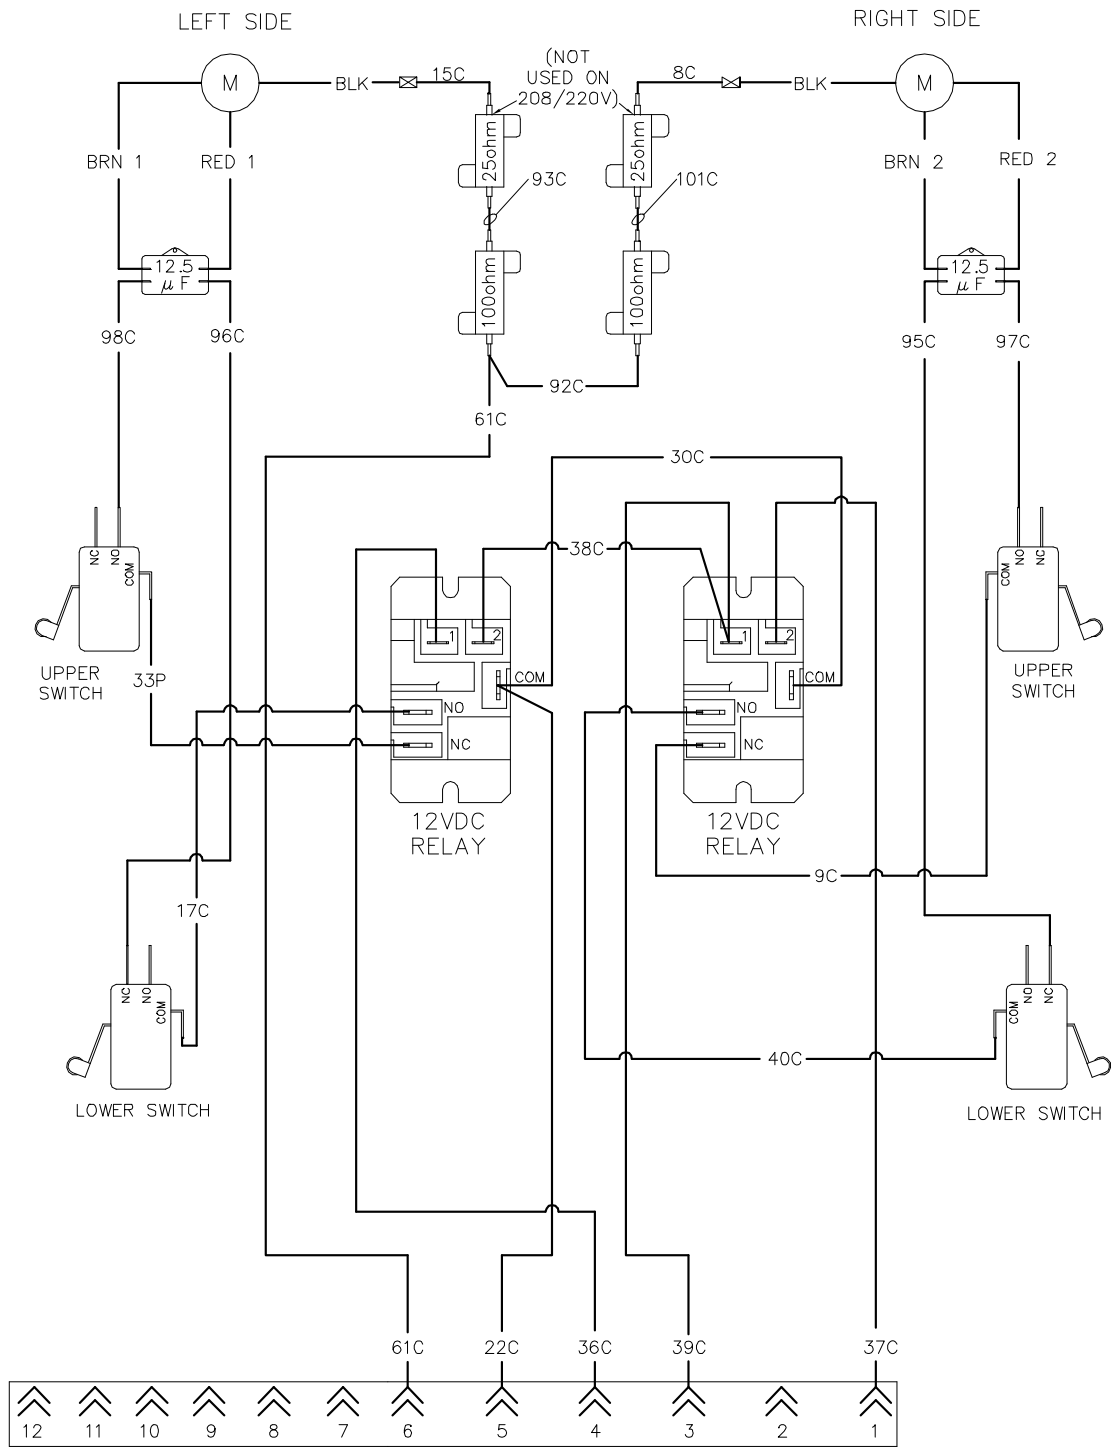 LEFT SIDE
RIGHT SIDE
(NOT
USED ON
208/220V)
M
BLK
15C
8C
BLK
M
BRN 1
RED 1
25ohm
25ohm
BRN 2
RED 2
93C
101C
12.5
µF
100ohm
100ohm
12.5
µF
98C
96C
95C
97C
92C
61C
30C
38C
NC
NO
COM
NO
NC
COM
1
2
1
2
UPPER
SWITCH
33P
COM
NO
NC
COM
NO
NC
UPPER
SWITCH
12VDC
RELAY
12VDC
RELAY
9C
17C
NC
NO
COM
COM
NO
NC
40C
LOWER SWITCH
LOWER SWITCH
61C
22C
36C
39C
37C
12
11
10
9
8
7
6
5
4
3
2
1